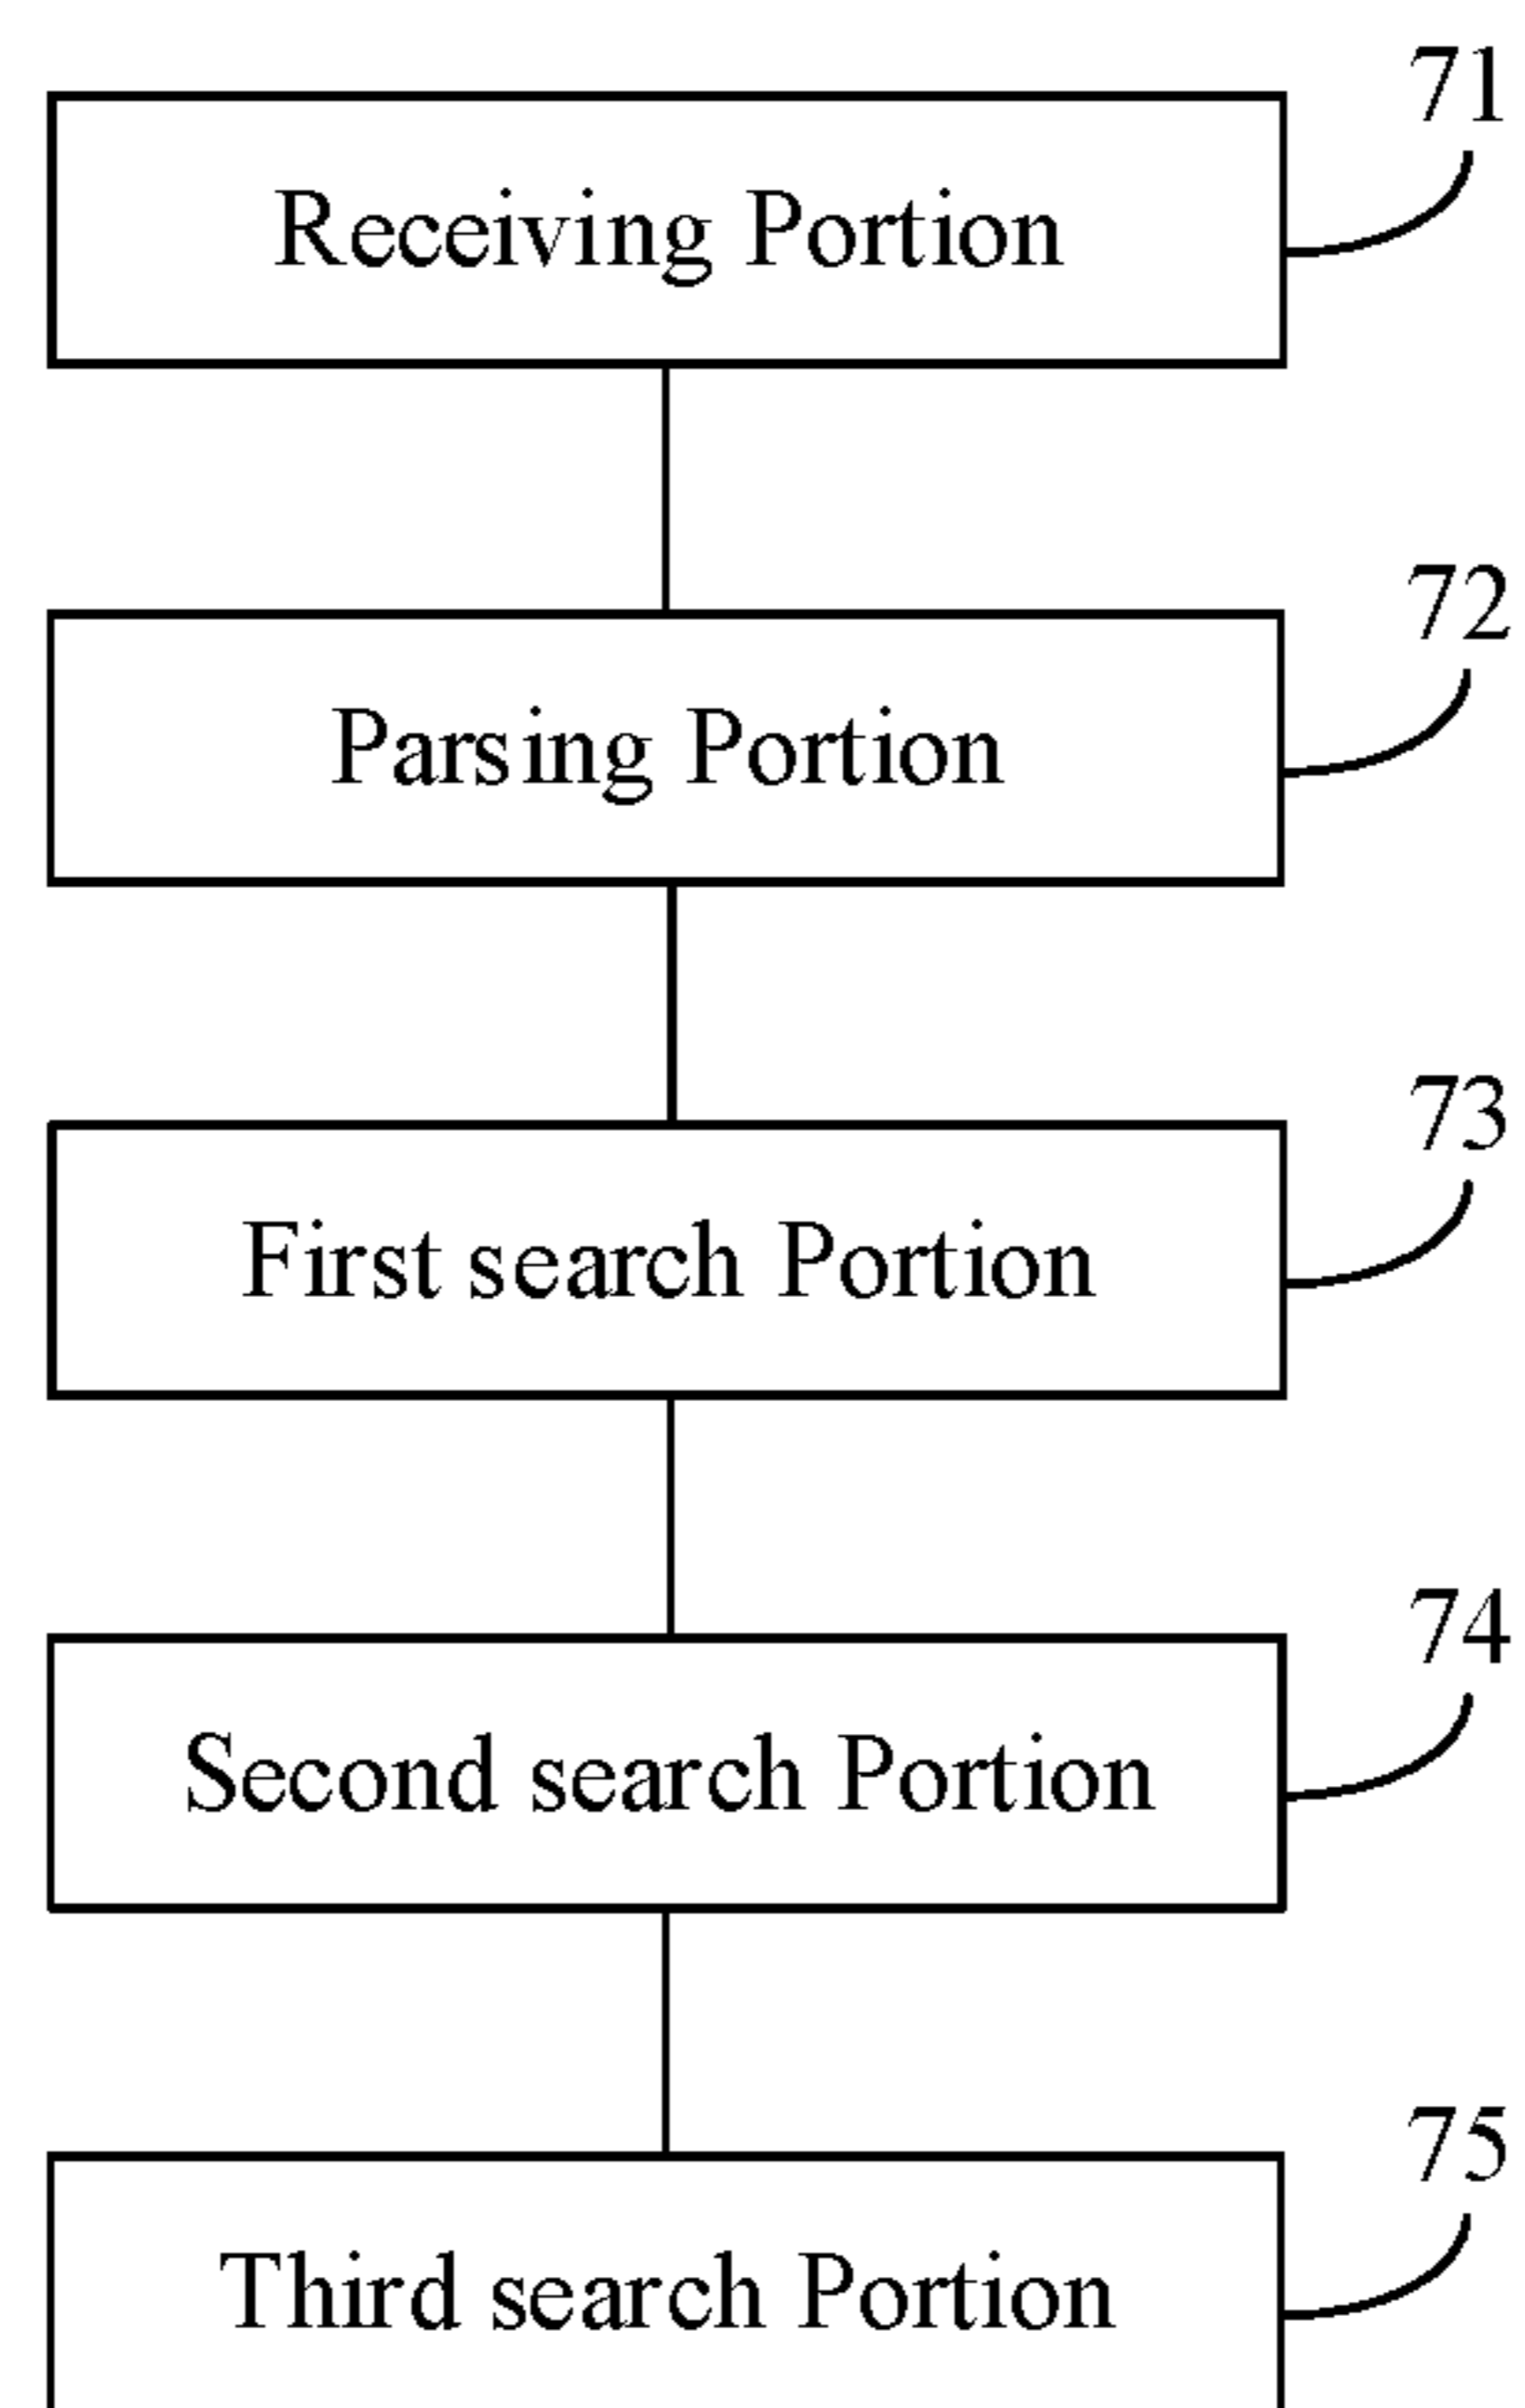 71
Receiving Portion
72
Parsing Portion
73
First search Portion
74
Second search Portion
75
Third search Portion